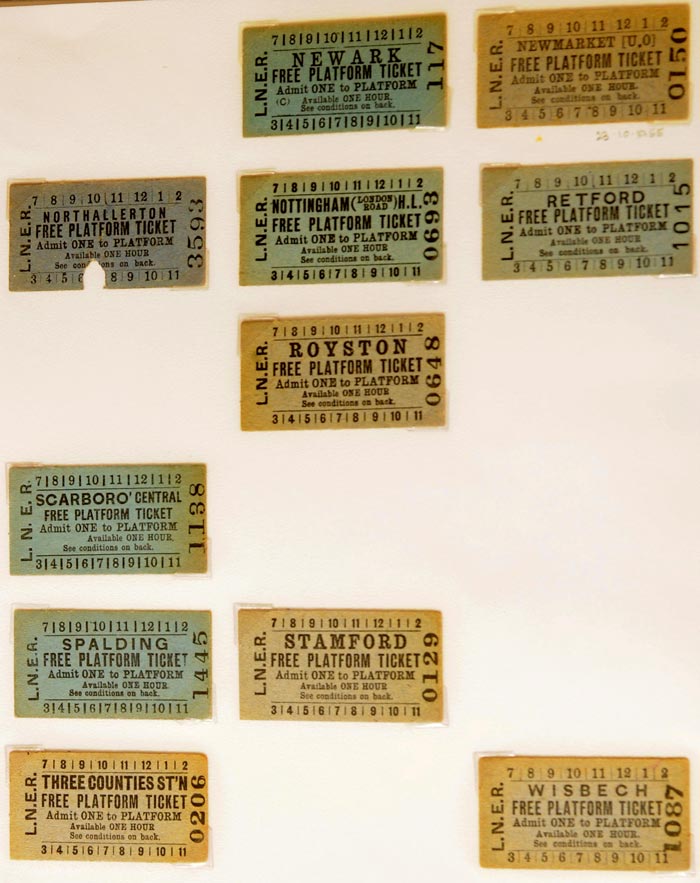 L.N.E.R.
7|8|9|10|11|12|1|2
NEWARK
FREE PLATFORM TICKET
Admit ONE to PLATFORM
(C) Available ONE HOUR.
See conditions on back.
3|4|5|6|7|8|9|10|11
117
L.N.E.R.
7 8 9 10 11 12 1 2
NEWMARKET [U.O]
FREE PLATFORM TICKET
Admit ONE to PLATFORM
Available ONE HOUR
See conditions on back.
3 4 5 6 7 8 9 10 11
0150
L.N.E.R.
7|8|9|10|11|12|1|2
NORTHALLERTON
FREE PLATFORM TICKET
Admit ONE to PLATFORM
Available ONE HOUR
See on back.
3 4 5 8 9 10 11
3593
L.N.E.R.
7|8|9|10|11|12|1|2
NOTTINGHAM (LONDON ROAD) H.L.
FREE PLATFORM TICKET
Admit ONE to PLATFORM
Available ONE HOUR
See conditions on back.
3|4|5|6|7|8|9|10|11
0693
L.N.E.R.
7 8 9 10 11 12 1 2
RETFORD
FREE PLATFORM TICKET
Admit ONE to PLATFORM
Available ONE HOUR
See conditions on back.
3 4 5 6 7 8 9 10 11
1015
L.N.E.R.
7|8|9|10|11|12|1|2
ROYSTON
FREE PLATFORM TICKET
Admit ONE to PLATFORM
Available ONE HOUR
See conditions on back.
3|4|5|6|7|8|9|10|11
0648
L.N.E.R.
7|8|9|10|11|12|1|2
SCARBORO' CENTRAL
FREE PLATFORM TICKET
Admit ONE to PLATFORM
Available ONE HOUR.
See conditions on back.
3|4|5|6|7|8|9|10|11
1138
L.N.E.R.
7|8|9|10|11|12|1|2
SPALDING
FREE PLATFORM TICKET
Admit ONE to PLATFORM
Available ONE HOUR
See conditions on back.
3|4|5|6|7|8|9|10|11
1445
L.N.E.R.
7|8|9|10|11|12|1|2
STAMFORD
FREE PLATFORM TICKET
Admit ONE to PLATFORM
Available ONE HOUR
See conditions on back.
3|4|5|6|7|8|9|10|11
0129
L.N.E.R.
7|8|9|10|11|12|1|2
THREE COUNTIES ST'N
FREE PLATFORM TICKET
Admit ONE to PLATFORM
Available ONE HOUR
See conditions on back.
3|4|5|6|7|8|9|10|11
0206
L.N.E.R.
7 8 9 10 11 12 1 2
WISBECH
FREE PLATFORM TICKET
Admit ONE to PLATFORM
Available ONE HOUR.
See conditions on back.
3 4 5 6 7 8 9 10 11
1087